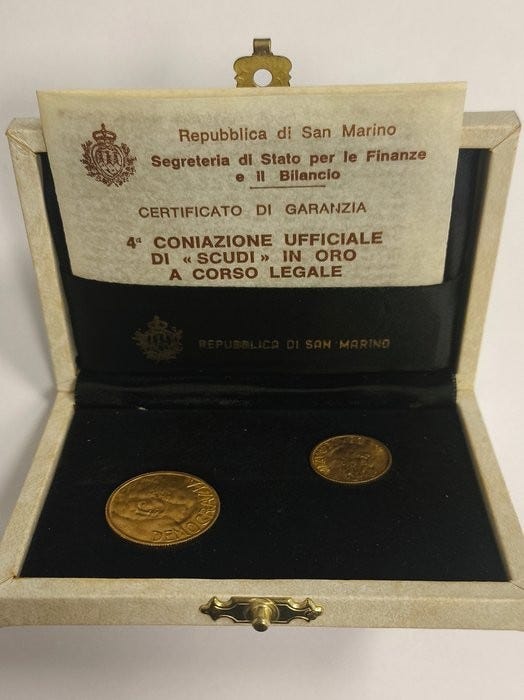 Repubblica di San Marino
Segreteria di Stato per le Finanze
e il Bilancio
CERTIFICATO DI GARANZIA
4ª CONIAZIONE UFFICIALE
DI « SCUDI » IN ORO
A CORSO LEGALE
REPUBBLICA DI SAN MARINO
DEMOCRAZIA